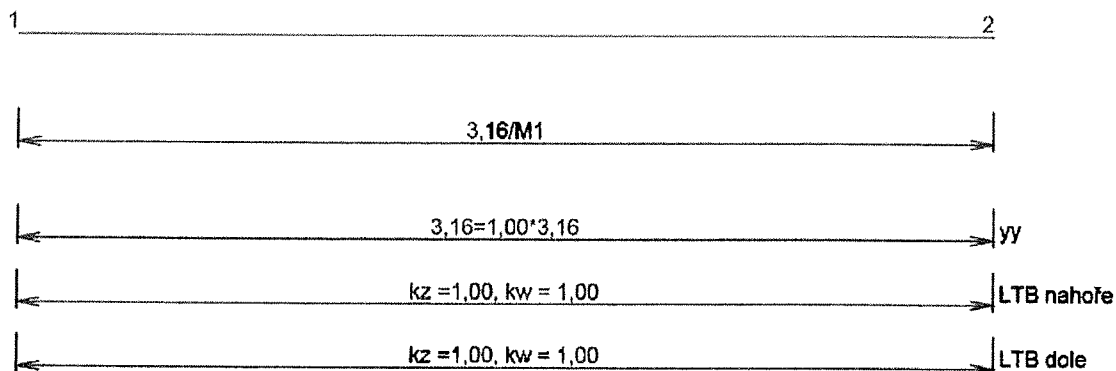 1 2
3,16/M1
3,16=1,00*3,16 yy
kz =1,00, kw = 1,00 LTB nahoře
kz =1,00, kw = 1,00 LTB dole